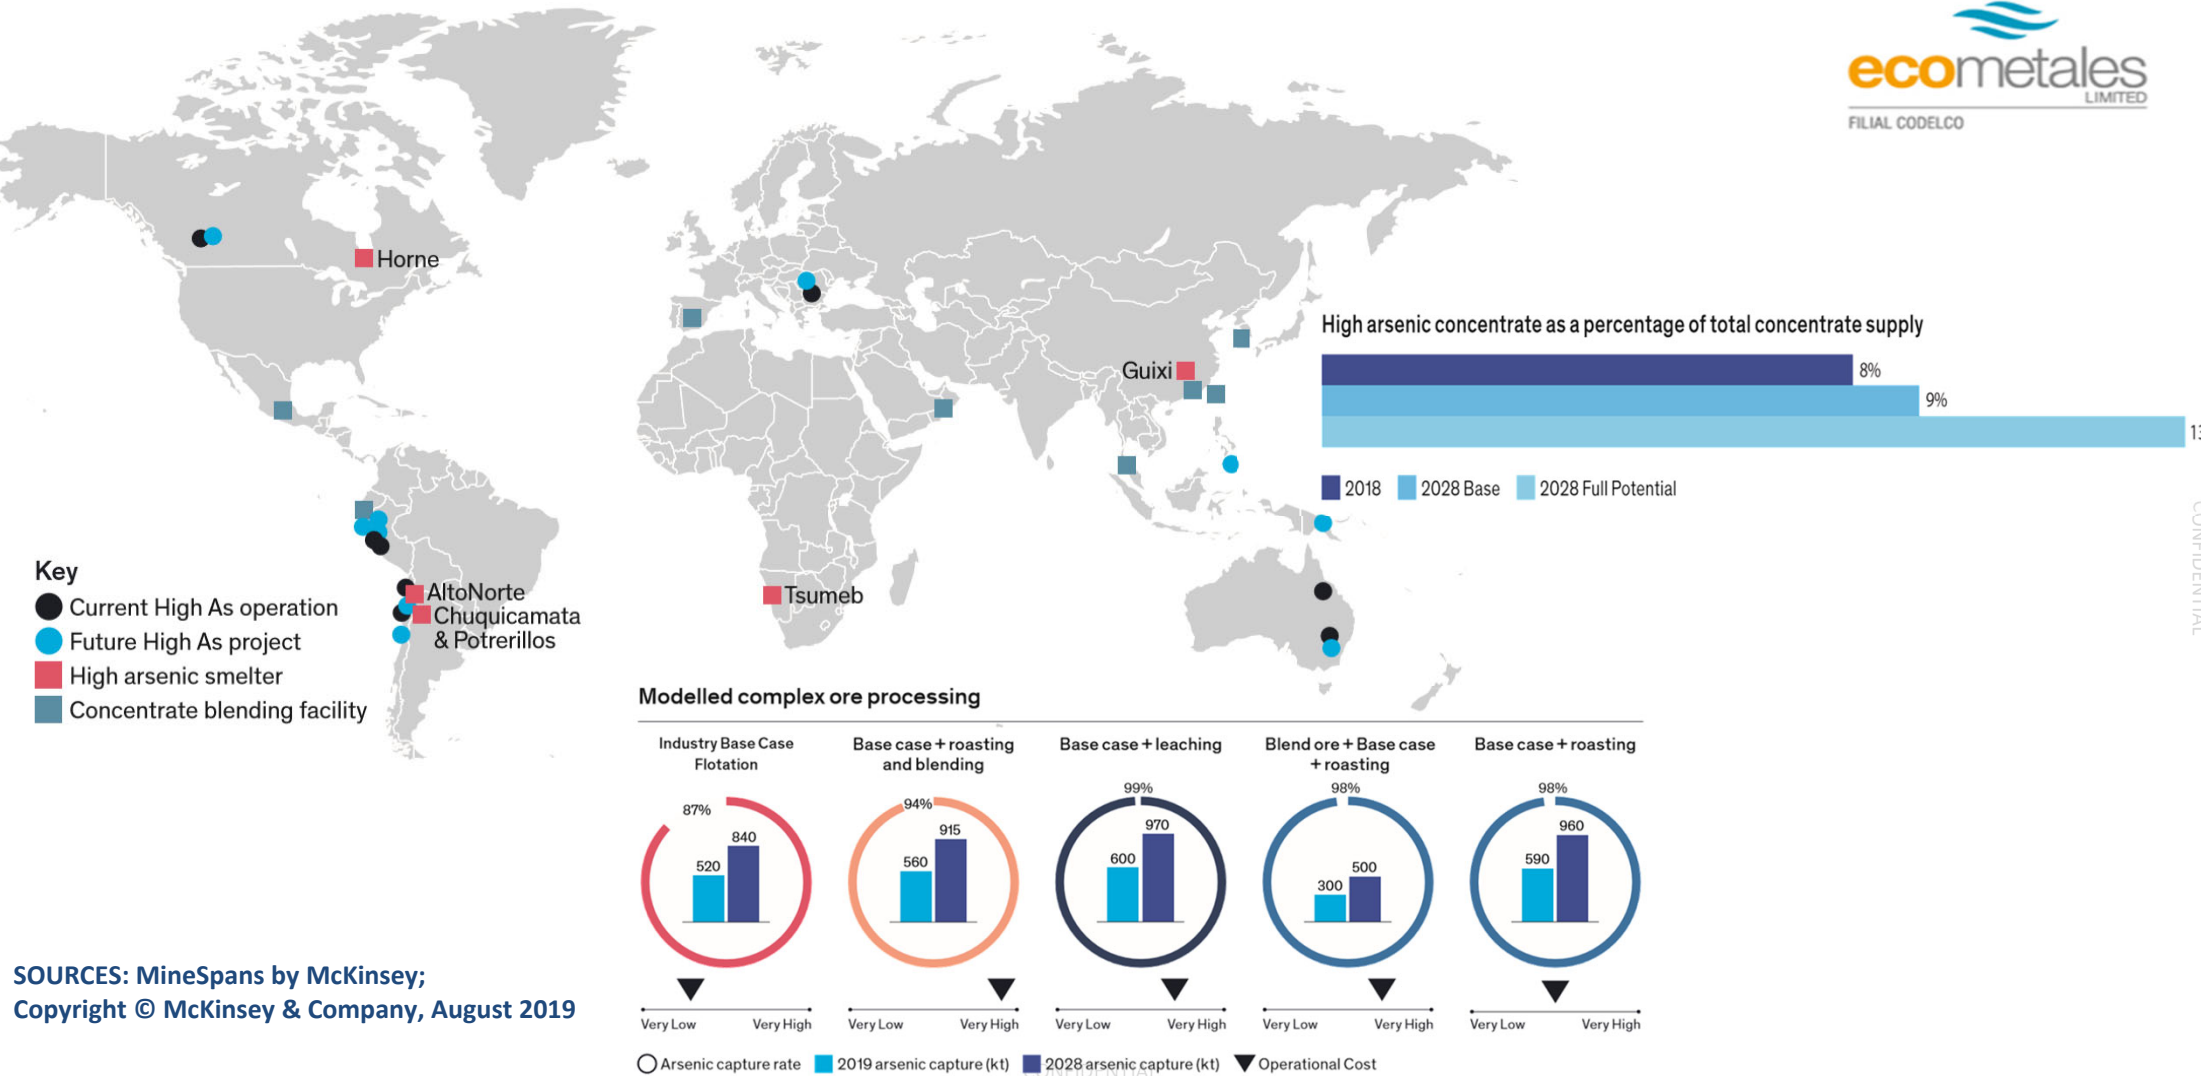 ecometales
LIMITED
FILIAL CODELCO
Horne
Guixi
High arsenic concentrate as a percentage of total concentrate supply
8%
9%
13
2018
2028 Base
2028 Full Potential
CONFIDENTIAL
Key
Current High As operation
Future High As project
High arsenic smelter
Concentrate blending facility
AltoNorte
Chuquicamata
& Potrerillos
Tsumeb
Modelled complex ore processing
Industry Base Case
Flotation
87%
520
840
Very Low
Very High
Base case + roasting
and blending
94%
560
915
Very Low
Very High
Base case + leaching
99%
600
970
Very Low
Very High
Blend ore + Base case
+ roasting
98%
300
500
Very Low
Very High
Base case + roasting
98%
590
960
Very Low
Very High
Arsenic capture rate
2019 arsenic capture (kt)
2028 arsenic capture (kt)
Operational Cost
CONFIDENTIAL
SOURCES: MineSpans by McKinsey;
Copyright © McKinsey & Company, August 2019